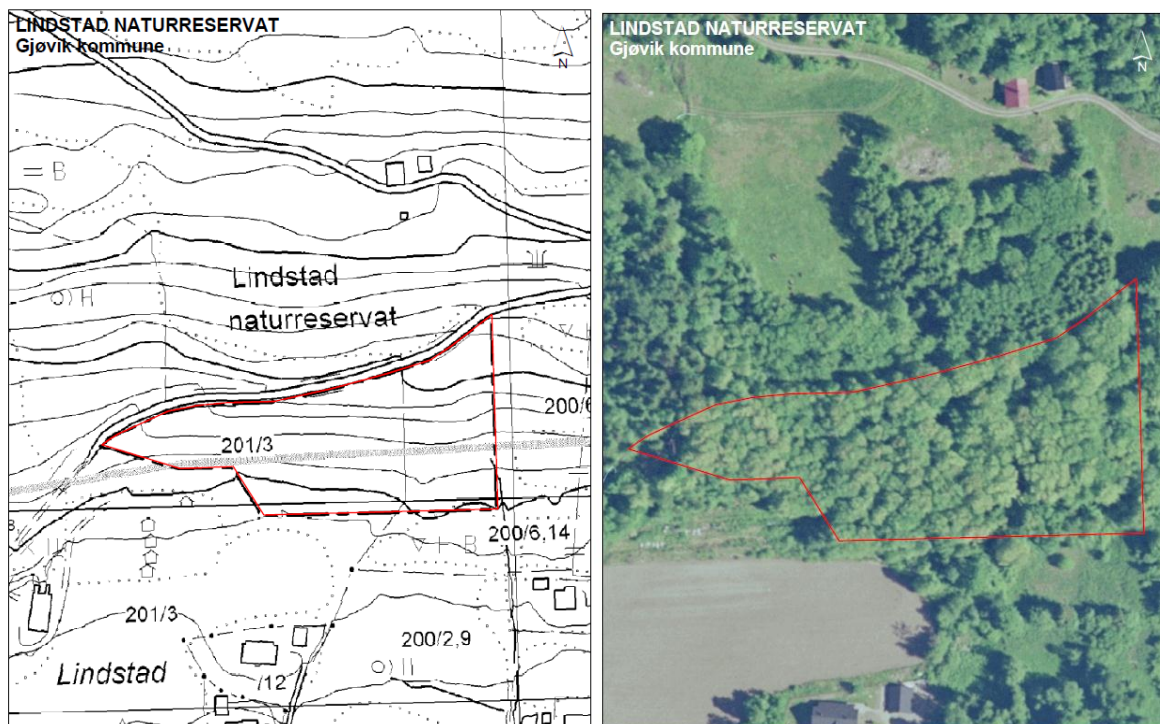 LINDSTAD NATURRESERVAT
Gjøvik kommune
N
B
Lindstad
naturreservat
H
201/3
200/6
200/6,14
B
201/3
200/2,9
Lindstad
/12
LINDSTAD NATURRESERVAT
Gjøvik kommune
N